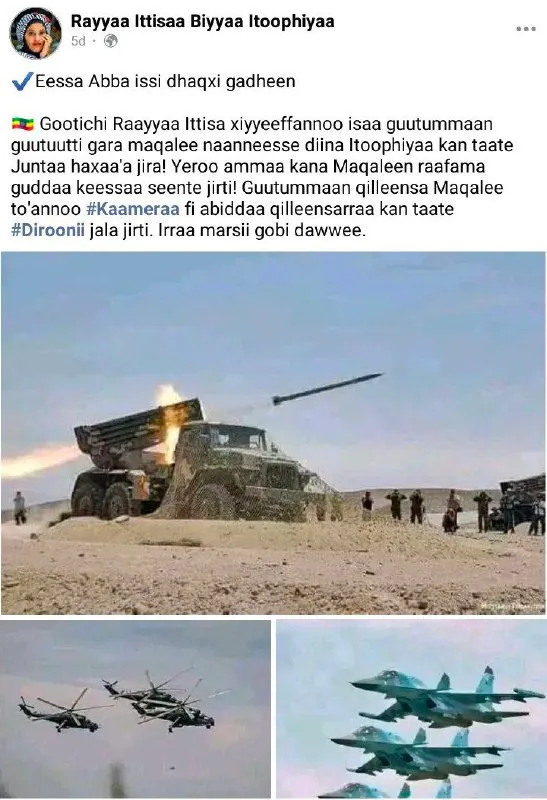 Rayyaa Ittisaa Biyyaa Itoophiyaa
5d
Eessa Abba issi dhaqxi gadheen
Gootichi Raayyaa Ittisa xiyyeeffannoo isaa guutummaan
guutuutti gara maqalee naanneesse diina Itoophiyaa kan taate
Juntaa haxaa'a jira! Yeroo ammaa kana Maqaleen raafama
guddaa keessaa seente jirti! Guutummaan qilleensa Maqalee
to'annoo #Kaameraa fi abiddaa qilleensarraa kan taate
#Diroonii jala jirti. Irraa marsii gobi dawwee.